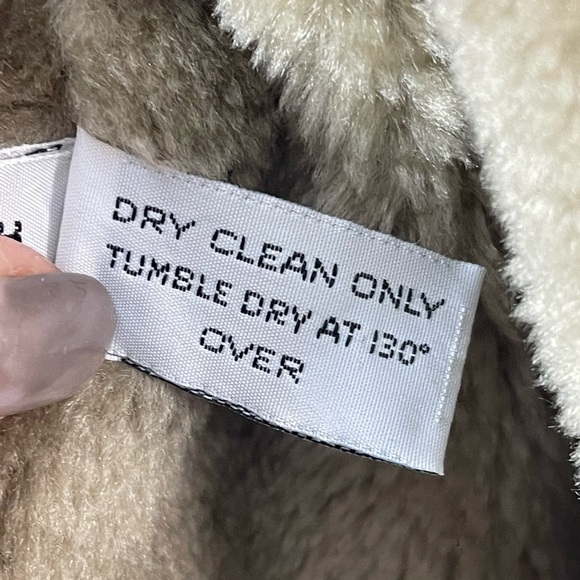 DRY CLEAN ONLY
TUMBLE DRY AT 130°
OVER